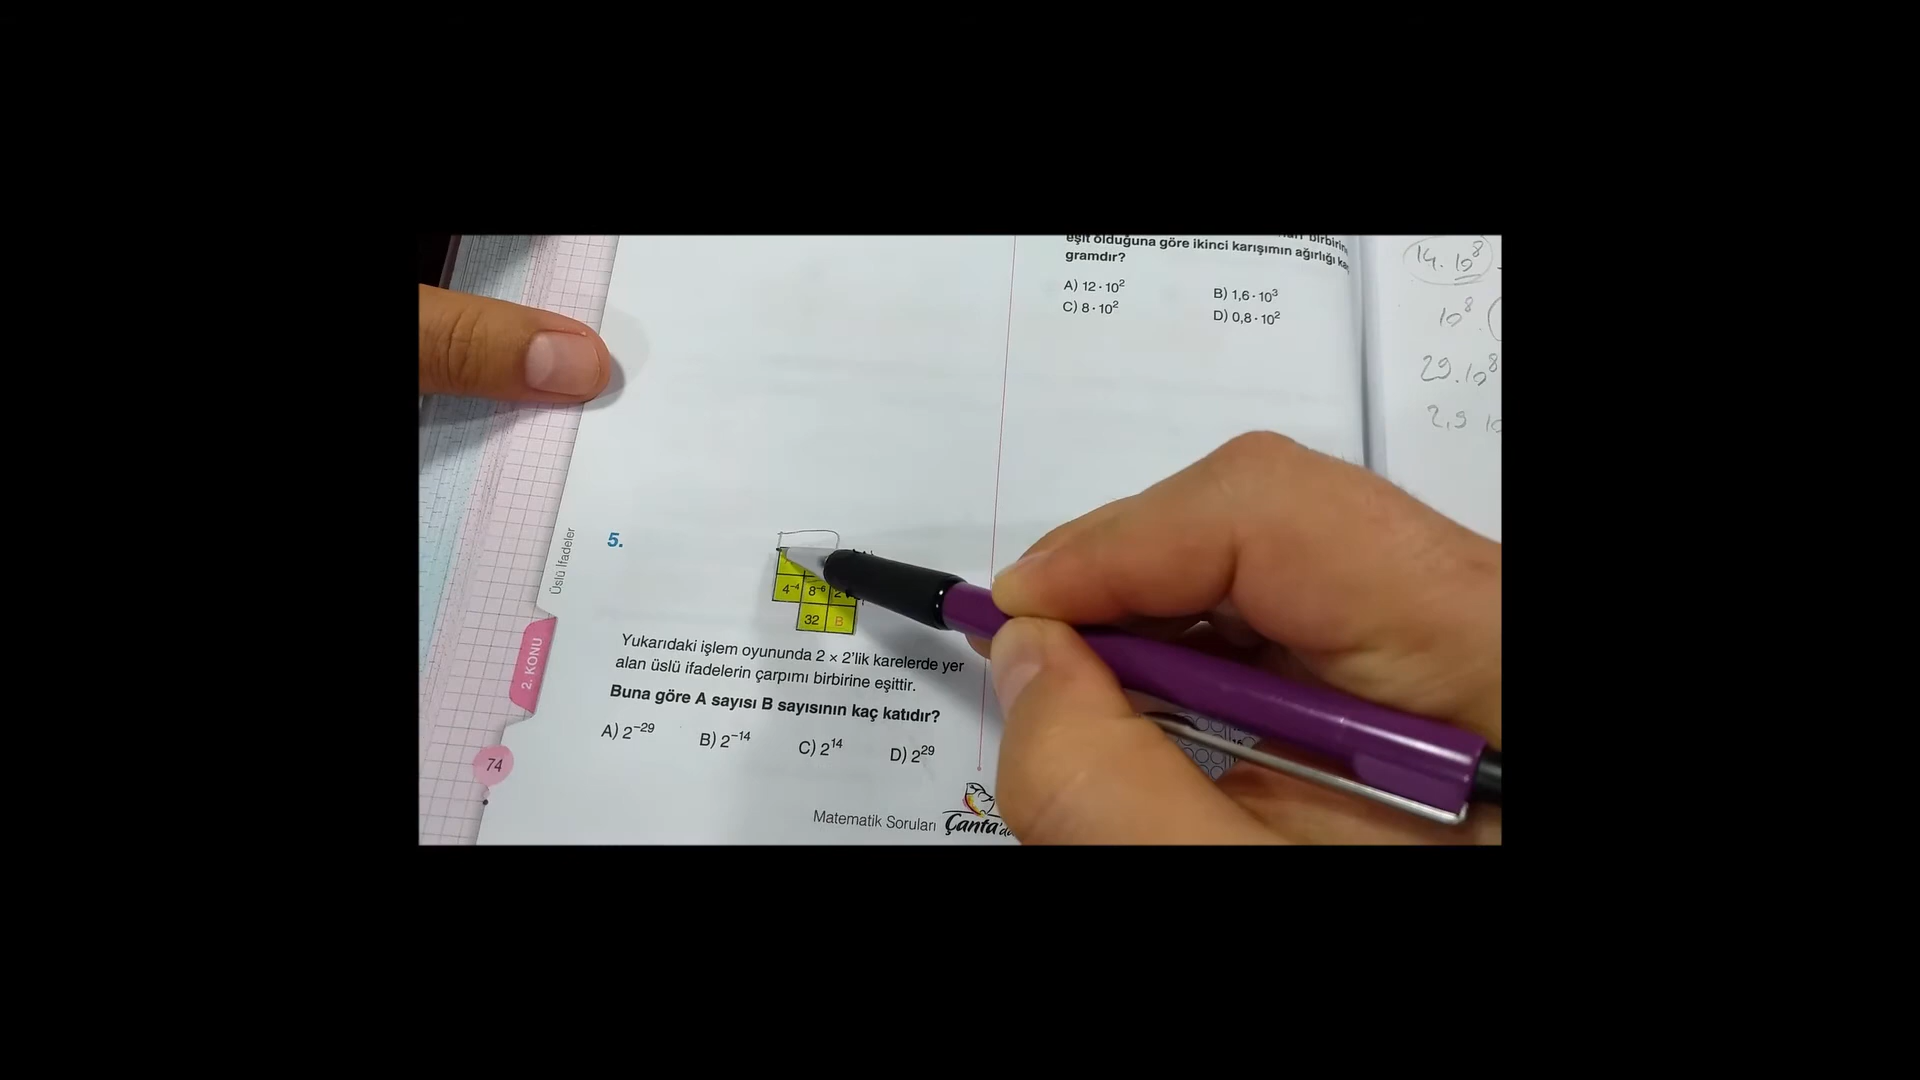 eşit olduğuna göre ikinci karışımın ağırlığı
gramdır?
A) 12 · 10²
B) 1,6 · 10³
C) 8 · 10²
D) 0,8 · 10²
14. 10⁸
10⁸.
29.10⁸
2,9 10
Üslü İfadeler
2. KONU
74
5.
4⁻⁴ 8⁻⁶
32 B
Yukarıdaki işlem oyununda 2 × 2'lik karelerde yer
alan üslü ifadelerin çarpımı birbirine eşittir.
Buna göre A sayısı B sayısının kaç katıdır?
A) 2⁻²⁹
B) 2⁻¹⁴
C) 2¹⁴
D) 2²⁹
Matematik Soruları
Çanta'da